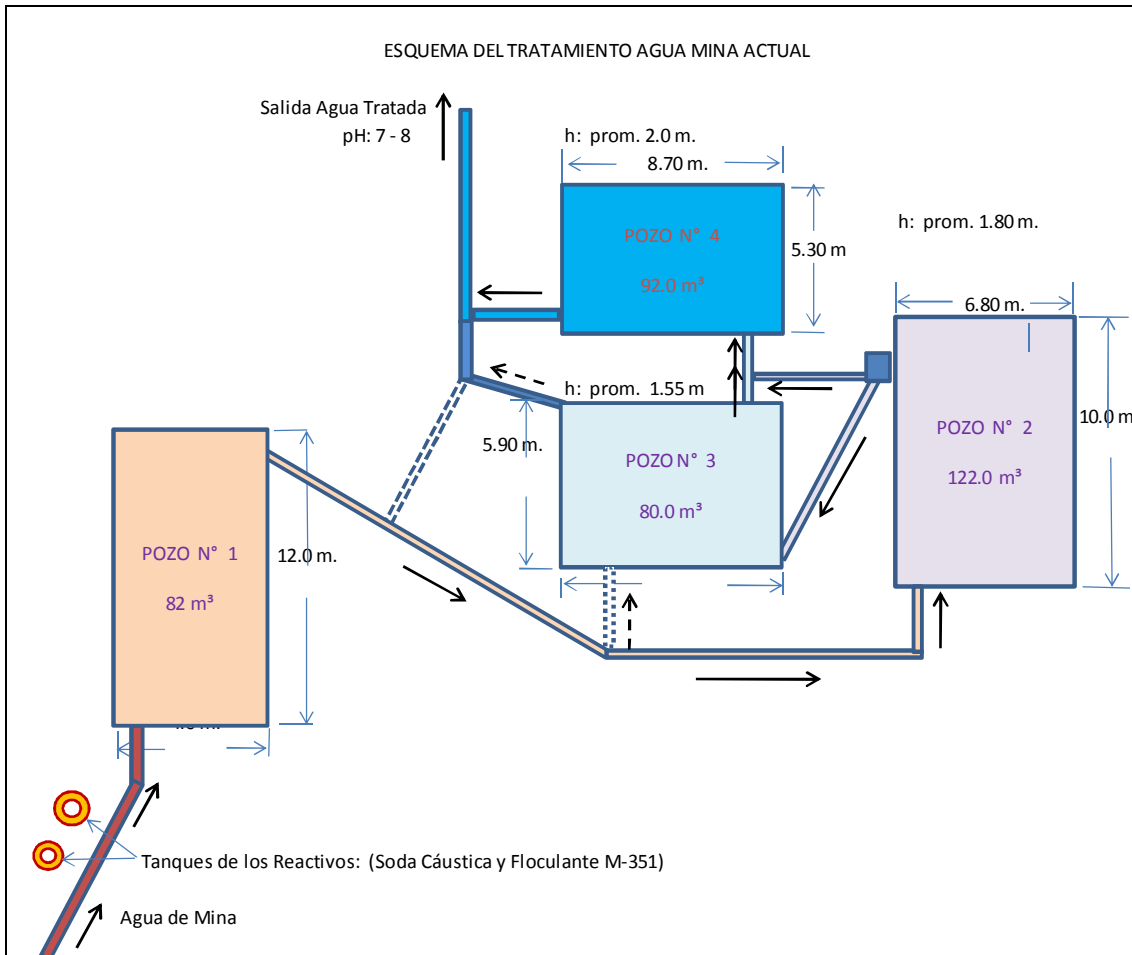 ESQUEMA DEL TRATAMIENTO AGUA MINA ACTUAL
Salida Agua Tratada
pH: 7 - 8
h: prom. 2.0 m.
8.70 m.
POZO N° 4
92.0 m³
5.30 m
h: prom. 1.80 m.
6.80 m.
POZO N° 2
122.0 m³
10.0 m
h: prom. 1.55 m
5.90 m.
POZO N° 3
80.0 m³
POZO N° 1
82 m³
12.0 m.
Tanques de los Reactivos: (Soda Cáustica y Floculante M-351)
Agua de Mina